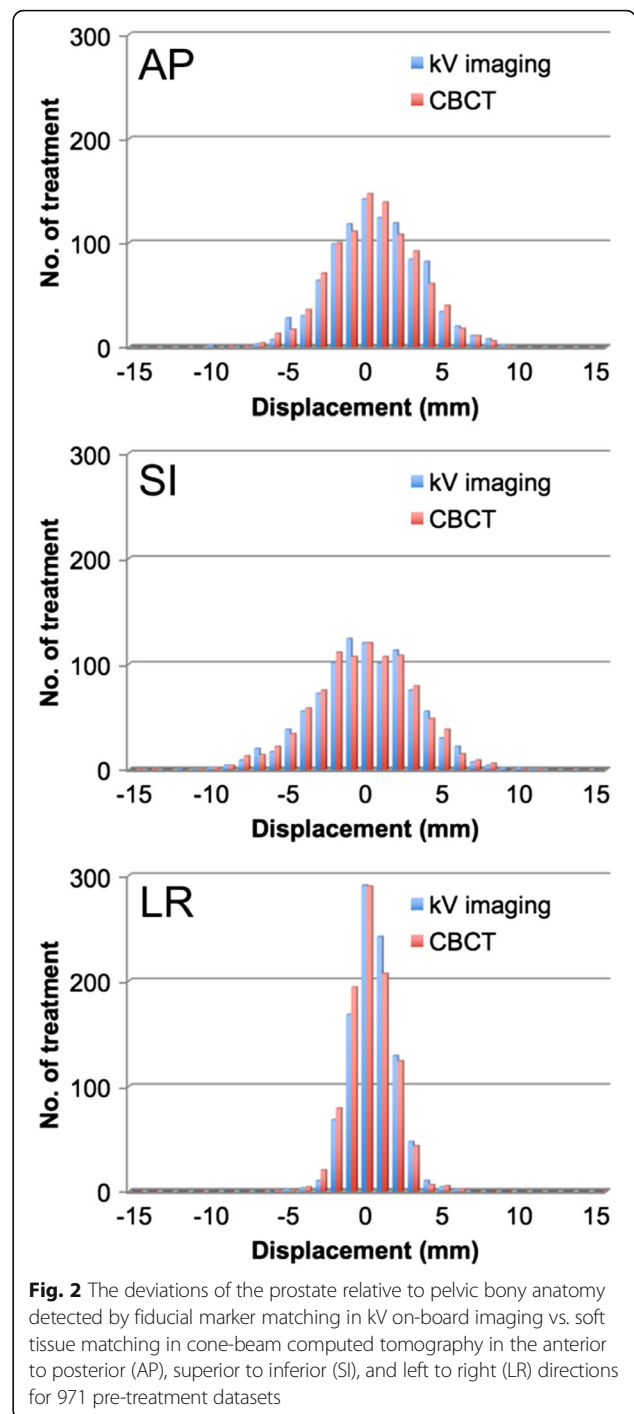 300
AP
kV imaging
CBCT
200
No. of treatment
100
0
-15 -10 -5 0 5 10 15
Displacement (mm)
300
SI
kV imaging
CBCT
200
No. of treatment
100
0
-15 -10 -5 0 5 10 15
Displacement (mm)
300
LR
kV imaging
CBCT
200
No. of treatment
100
0
-15 -10 -5 0 5 10 15
Displacement (mm)
Fig. 2 The deviations of the prostate relative to pelvic bony anatomy
detected by fiducial marker matching in kV on-board imaging vs. soft
tissue matching in cone-beam computed tomography in the anterior
to posterior (AP), superior to inferior (SI), and left to right (LR) directions
for 971 pre-treatment datasets